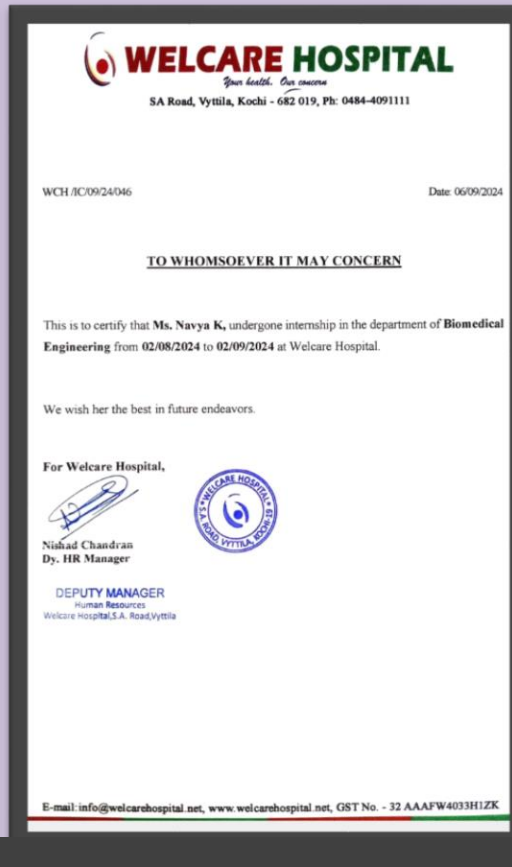 WELCARE HOSPITAL
Your health. Our concern
SA Road, Vyttila, Kochi - 682 019, Ph: 0484-4091111
WCH /IC/09/24/046
Date: 06/09/2024
TO WHOMSOEVER IT MAY CONCERN
This is to certify that Ms. Navya K, undergone internship in the department of Biomedical
Engineering from 02/08/2024 to 02/09/2024 at Welcare Hospital.
We wish her the best in future endeavors.
For Welcare Hospital,
WELCARE HOSPITAL
S.A. ROAD, VYTTILA, KOCHI-19
Nishad Chandran
Dy. HR Manager
DEPUTY MANAGER
Human Resources
Welcare Hospital,S.A. Road,Vyttila
E-mail:info@welcarehospital.net, www.welcarehospital.net, GST No. - 32 AAAFW4033H1ZK